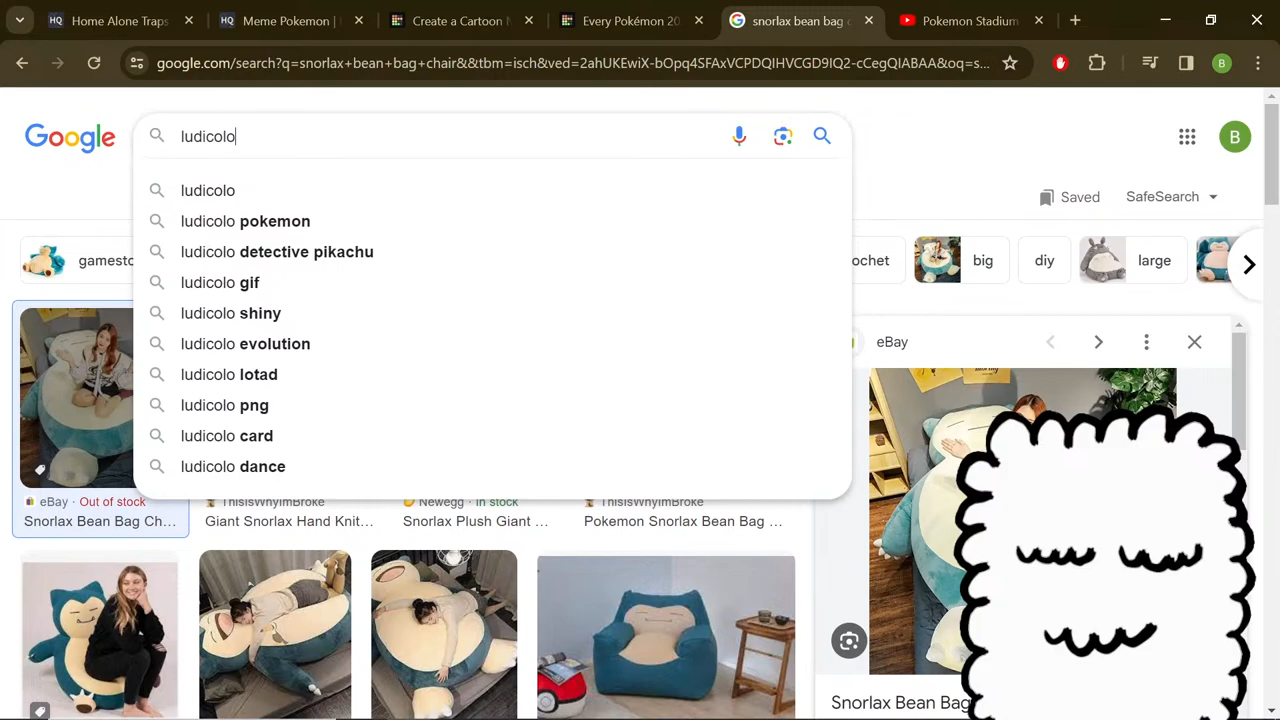 Home Alone Traps
Meme Pokemon |
Create a Cartoon
Every Pokémon 20
snorlax bean bag c
Pokemon Stadium
google.com/search?q=snorlax+bean+bag+chair&&tbm=isch&ved=2ahUKEwiX-bOpq4SFAxVCPDQIHVCGD9IQ2-cCegQIABAA&oq=s...
B
Google
ludicolo
B
Saved
SafeSearch
ludicolo
ludicolo pokemon
ludicolo detective pikachu
ludicolo gif
ludicolo shiny
ludicolo evolution
ludicolo lotad
ludicolo png
ludicolo card
ludicolo dance
gamesto
ochet
big
diy
large
eBay
eBay · Out of stock
Snorlax Bean Bag Ch...
ThisIsWhyImBroke
Giant Snorlax Hand Knit...
Newegg · In stock
Snorlax Plush Giant ...
ThisIsWhyImBroke
Pokemon Snorlax Bean Bag ...
Snorlax Bean Bag